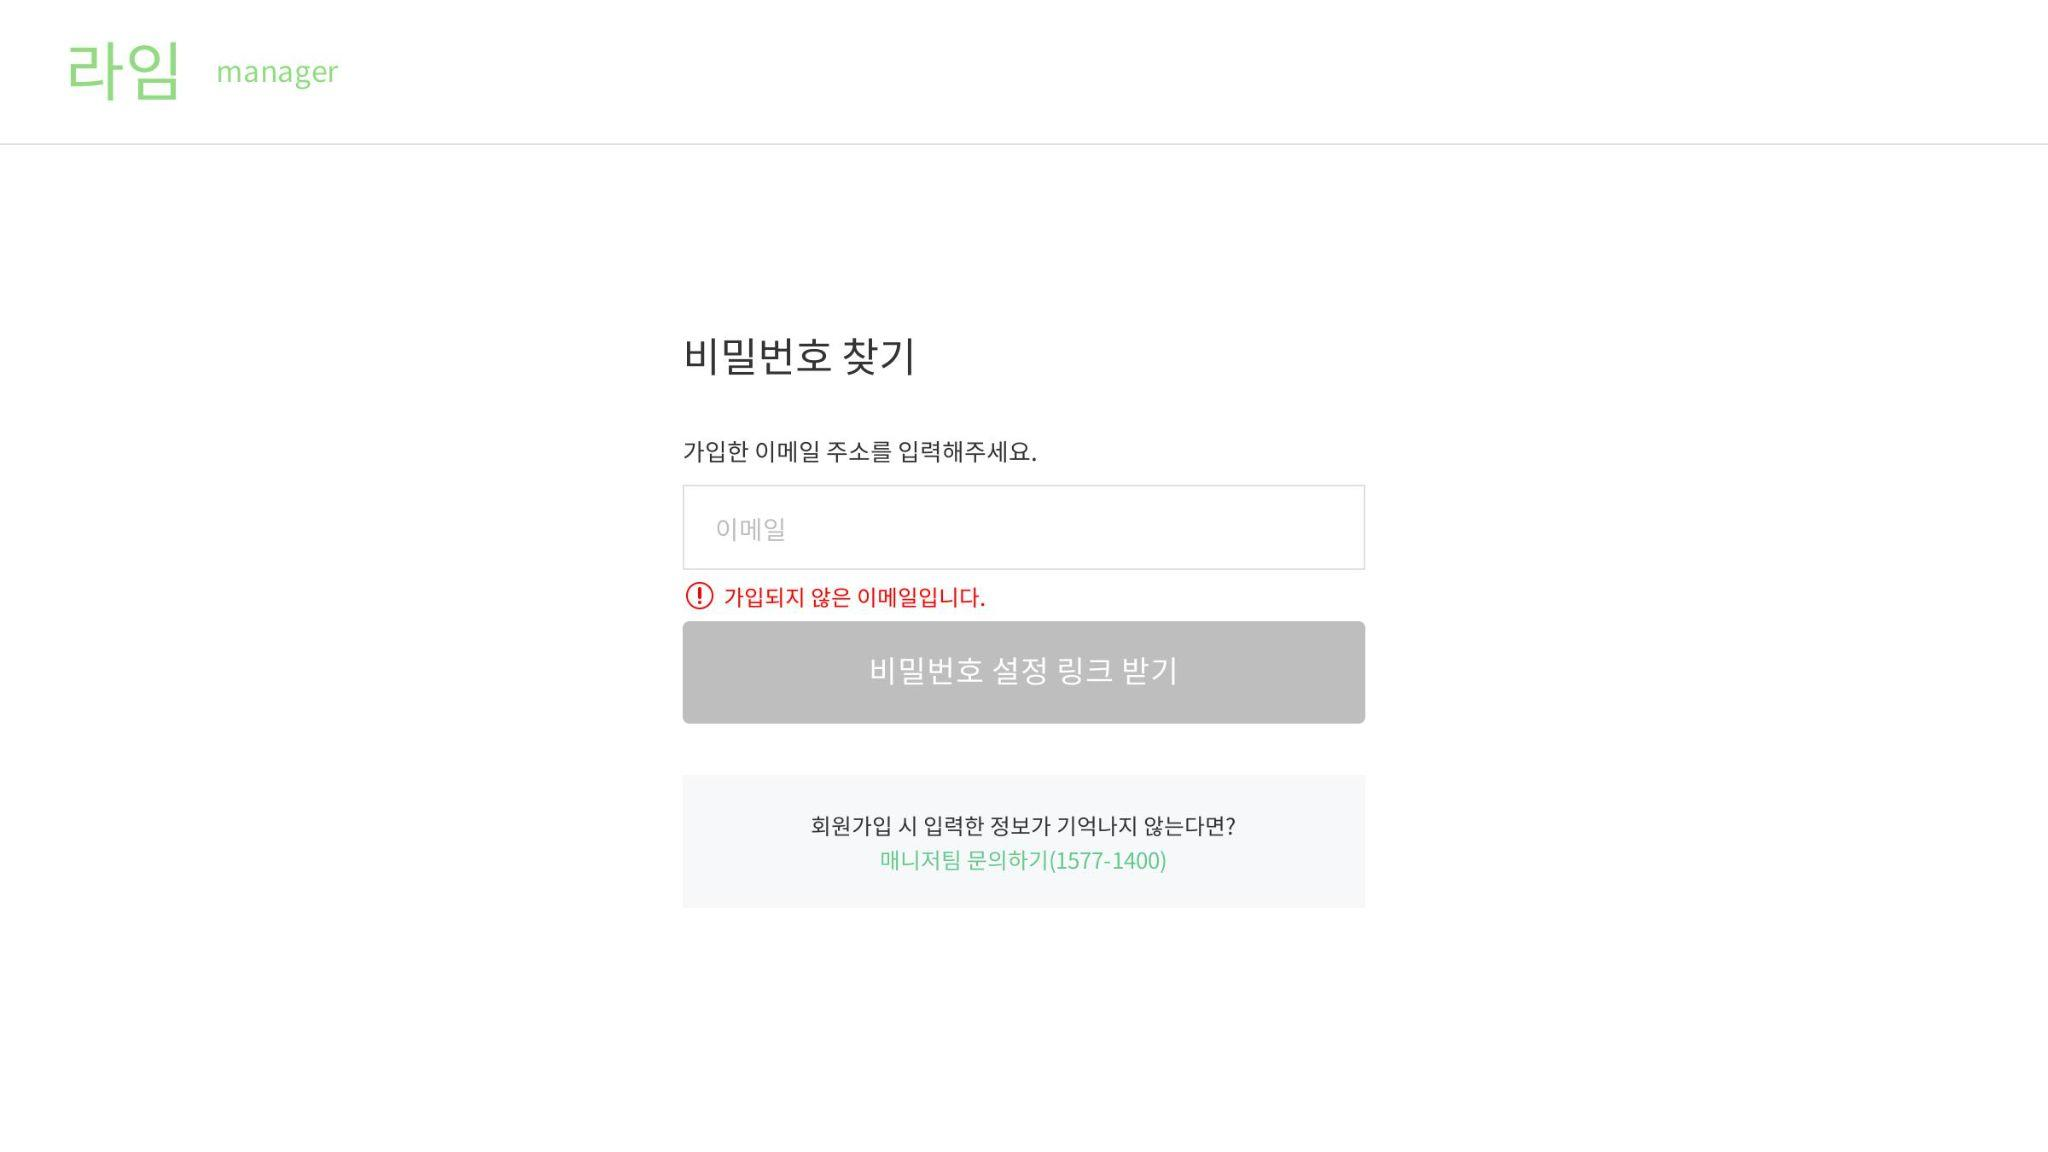 라임 manager
비밀번호 찾기
가입한 이메일 주소를 입력해주세요.
이메일
가입되지 않은 이메일입니다.
비밀번호 설정 링크 받기
회원가입 시 입력한 정보가 기억나지 않는다면?
매니저팀 문의하기(1577-1400)